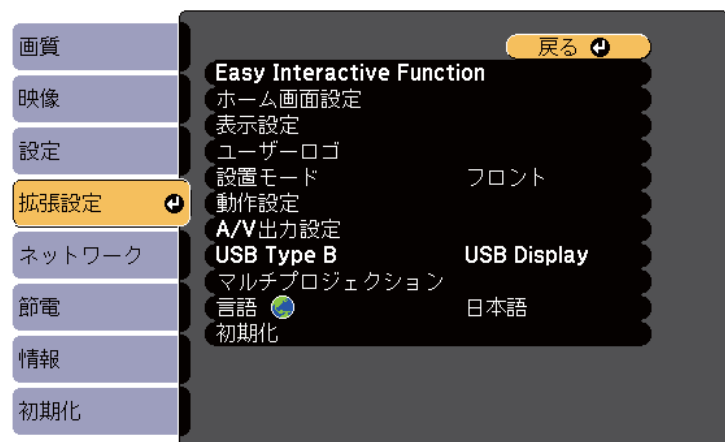 画質
映像
設定
拡張設定
ネットワーク
節電
情報
初期化
戻る
Easy Interactive Function
ホーム画面設定
表示設定
ユーザーロゴ
設置モード フロント
動作設定
A/V出力設定
USB Type B USB Display
マルチプロジェクション
言語 日本語
初期化